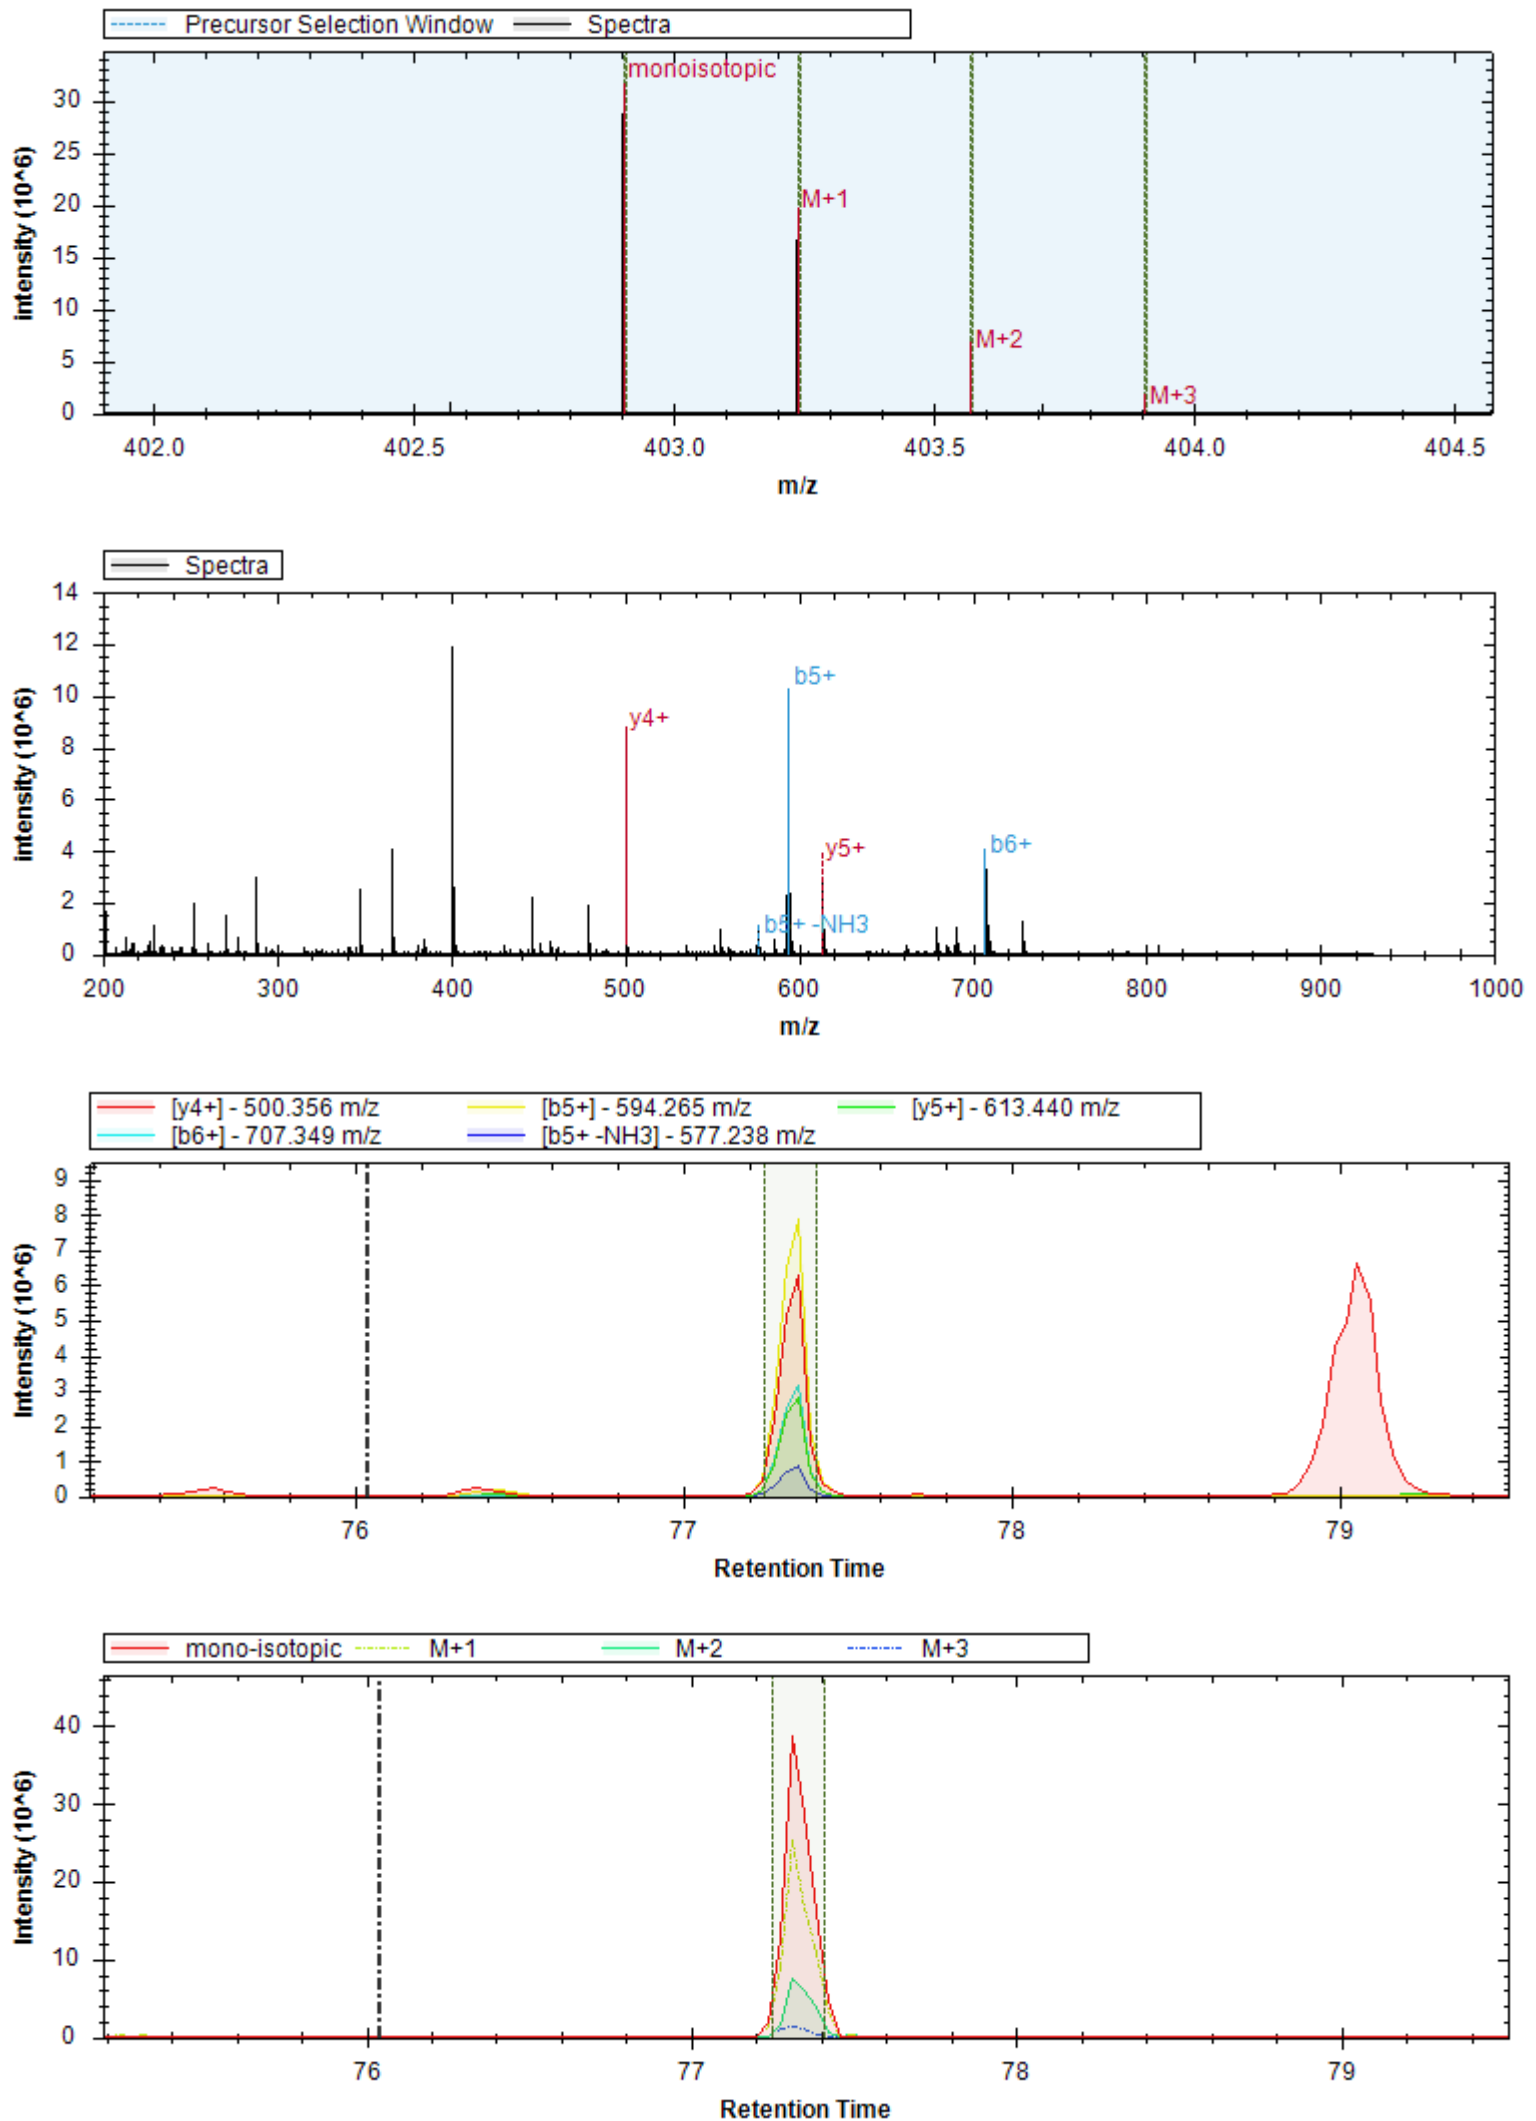 Precursor Selection Window Spectra
intensity (10^6)
30
25
20
15
10
5
0
monoisotopic
M+1
M+2
M+3
402.0 402.5 403.0 403.5 404.0 404.5
m/z
Spectra
intensity (10^6)
14
12
10
8
6
4
2
0
b5+
y4+
y5+
b6+
b5+ -NH3
200 300 400 500 600 700 800 900 1000
m/z
[y4+] - 500.356 m/z [b5+] - 594.265 m/z [y5+] - 613.440 m/z
[b6+] - 707.349 m/z [b5+ -NH3] - 577.238 m/z
Intensity (10^6)
9
8
7
6
5
4
3
2
1
0
76 77 78 79
Retention Time
mono-isotopic M+1 M+2 M+3
Intensity (10^6)
40
30
20
10
0
76 77 78 79
Retention Time